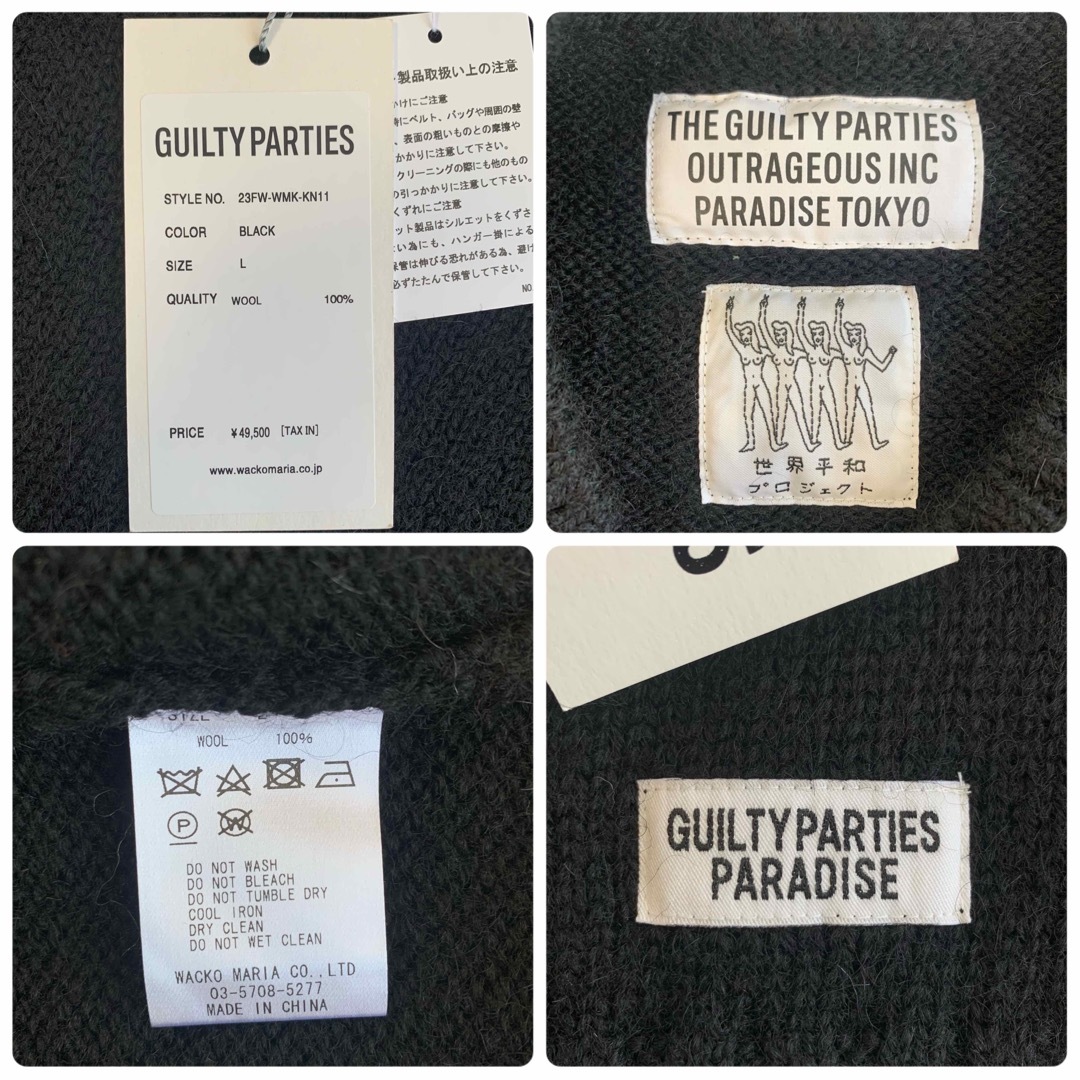 GUILTY PARTIES
STYLE NO. 23FW-WMK-KN11
COLOR BLACK
SIZE L
QUALITY WOOL 100%
PRICE ¥49,500 [TAX IN]
www.wackomaria.co.jp
製品取扱い上の注意
かけにご注意
時にベルト、バッグや周囲の壁
、表面の粗いものとの摩擦や
かかりに注意して下さい。
クリーニングの際にも他のもの
の引っかかりに注意して下さい。
くずれにご注意
ット製品はシルエットをくずさ
い為にも、ハンガー掛による
保管は伸びる恐れがある為、避け
必ずたたんで保管して下さい。
NO.
THE GUILTY PARTIES
OUTRAGEOUS INC
PARADISE TOKYO
世界平和
プロジェクト
SIZE
WOOL 100%
P
W
DO NOT WASH
DO NOT BLEACH
DO NOT TUMBLE DRY
COOL IRON
DRY CLEAN
DO NOT WET CLEAN
WACKO MARIA CO.,LTD
03-5708-5277
MADE IN CHINA
GUILTY PARTIES
PARADISE